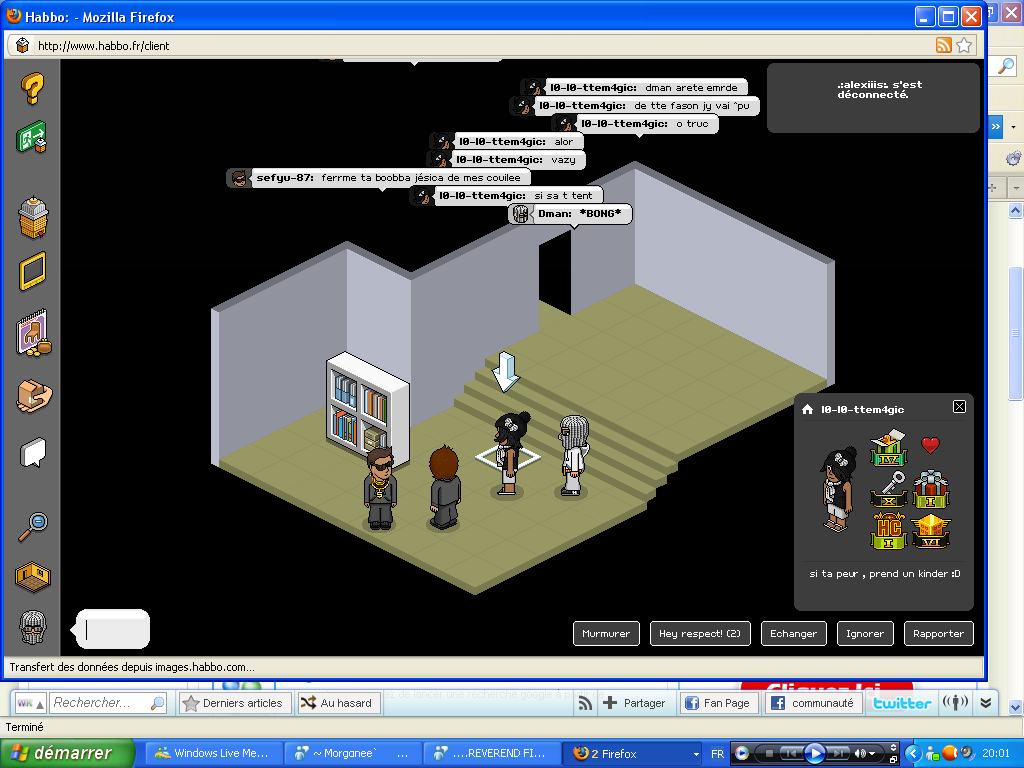 Habbo: - Mozilla Firefox
http://www.habbo.fr/client
l0-l0-ttem4gic: dman arete emrde
l0-l0-ttem4gic: de tte fason jy vai ^pu
l0-l0-ttem4gic: o truc
l0-l0-ttem4gic: alor
l0-l0-ttem4gic: vazy
sefyu-87: ferrme ta boobba jésica de mes couilee
l0-l0-ttem4gic: si sa t tent
Dman: *BONG*
.:alexiiis:. s'est
déconnecté.
l0-l0-ttem4gic
HC
I
VI
si ta peur , prend un kinder :D
Murmurer
Hey respect! (2)
Echanger
Ignorer
Rapporter
Transfert des données depuis images.habbo.com...
Cliquez Ici
WK
Rechercher...
Derniers articles
Au hasard
Partager
Fan Page
communauté
twitter
Terminé
démarrer
Windows Live Me...
~ Morganee` ...
....REVEREND FI...
2 Firefox
FR
20:01